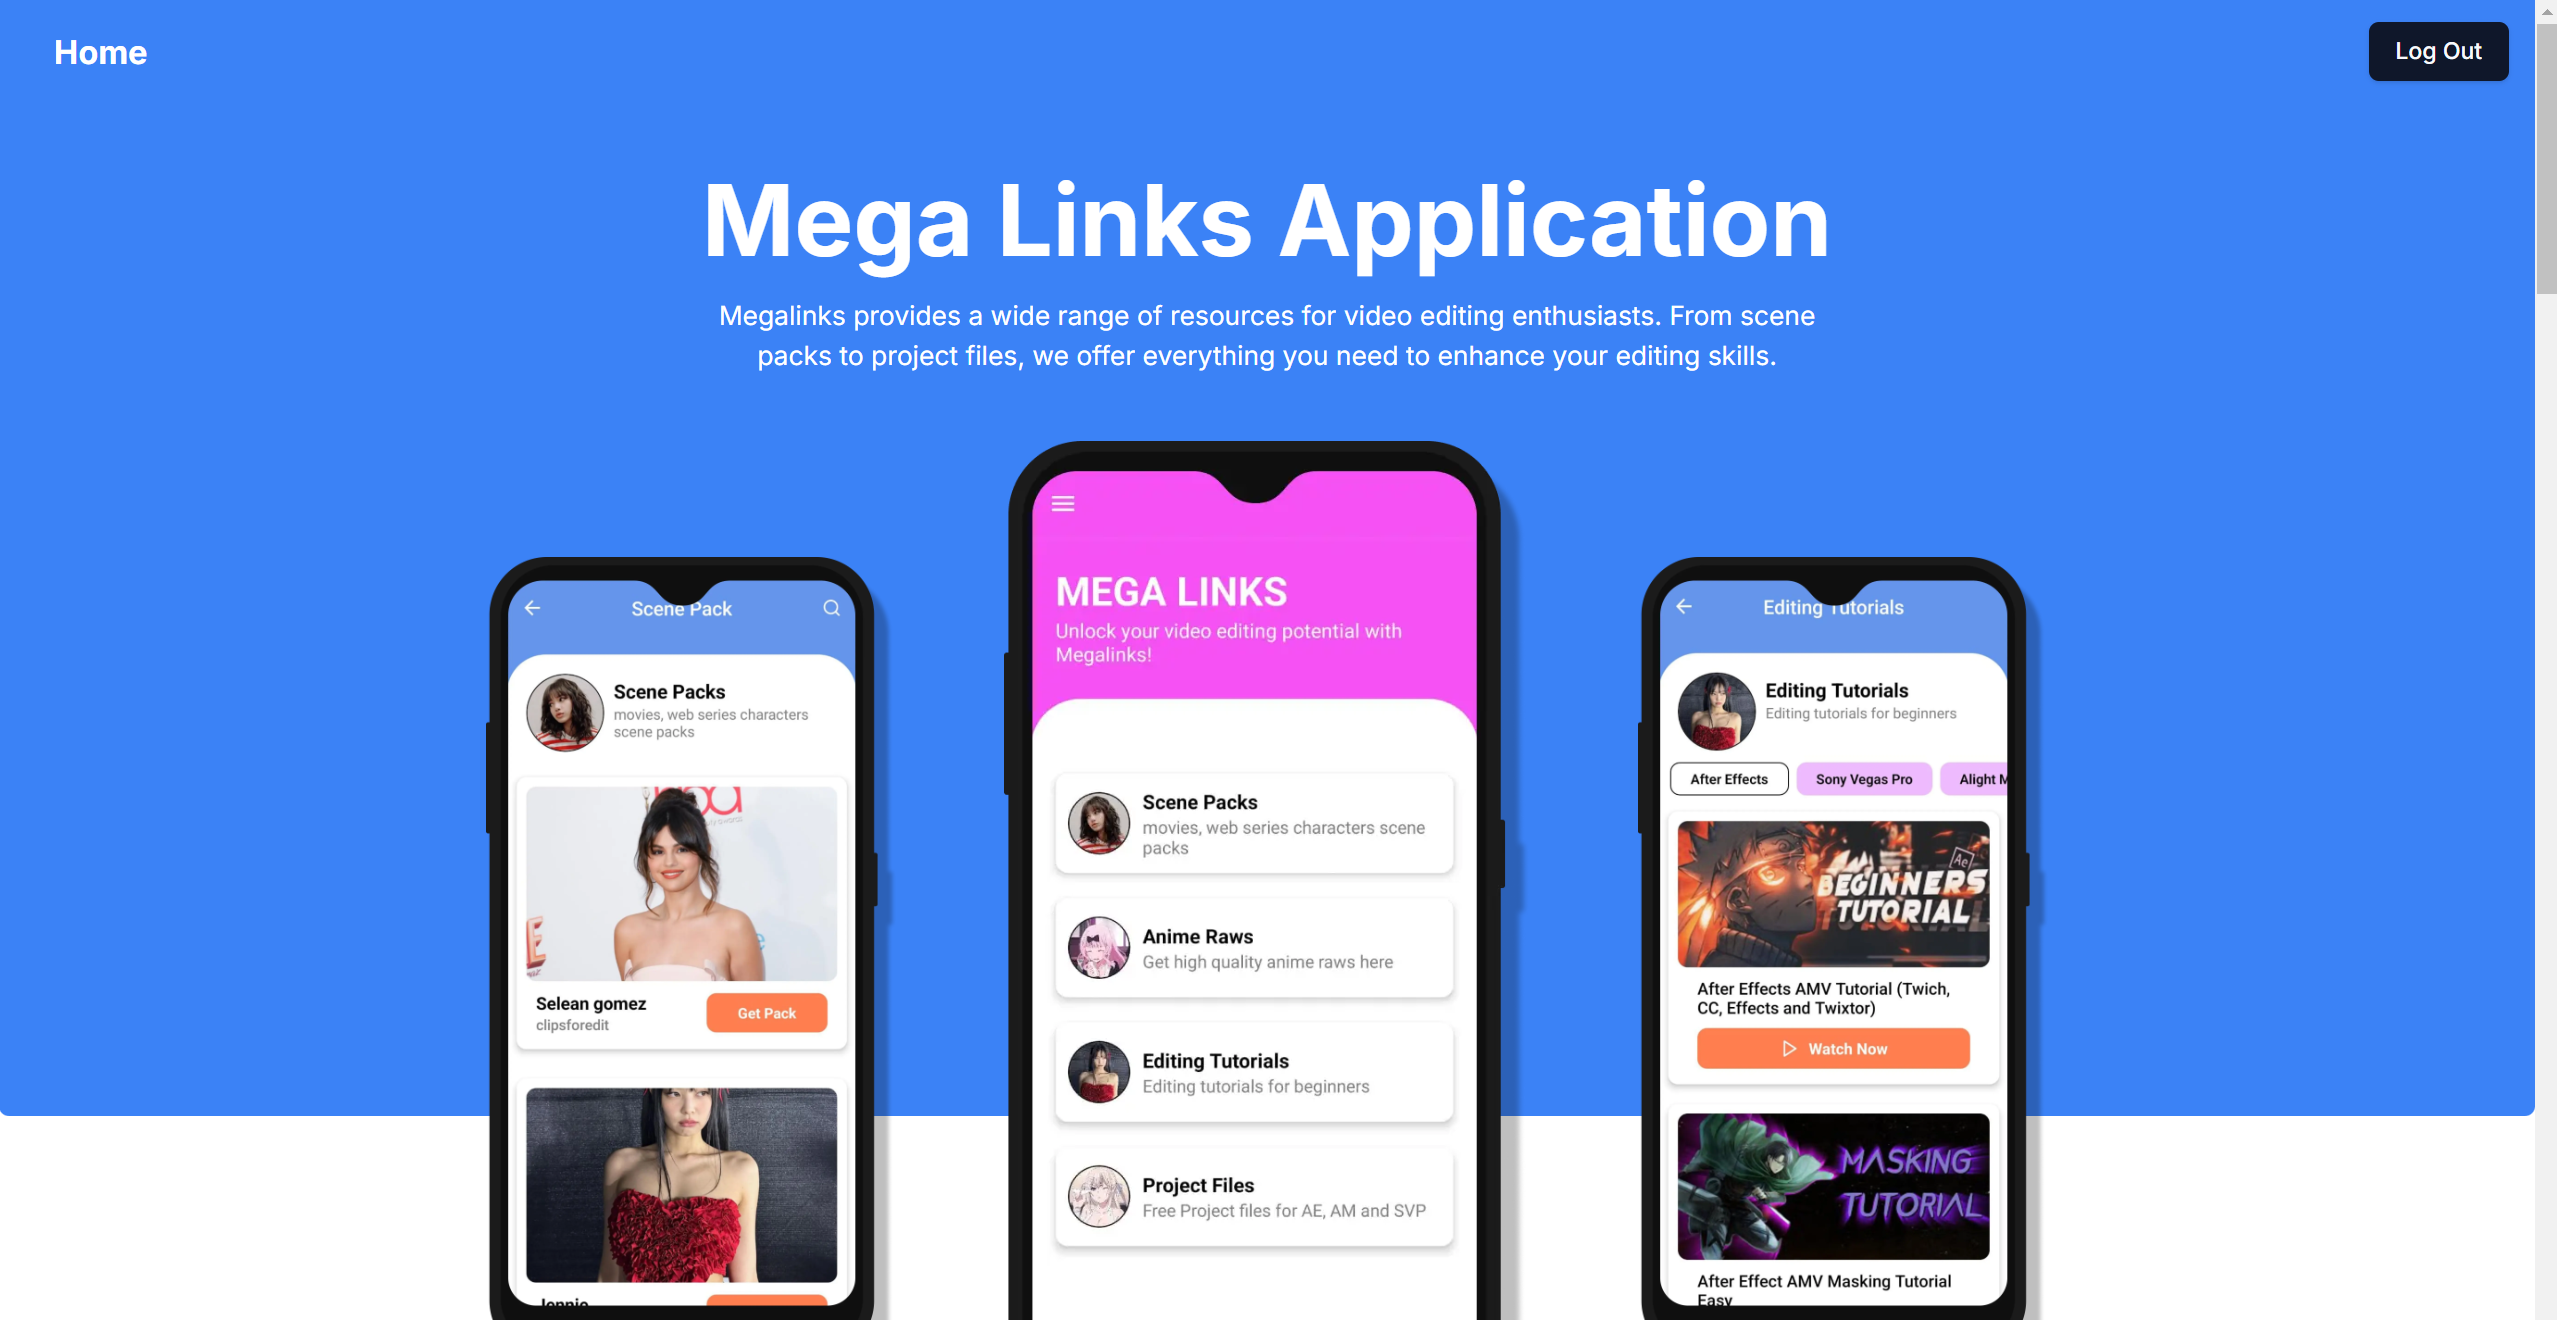 Home
Log Out
Mega Links Application
Megalinks provides a wide range of resources for video editing enthusiasts. From scene
packs to project files, we offer everything you need to enhance your editing skills.
Scene Pack
Scene Packs
movies, web series characters
scene packs
Selean gomez
clipsforedit
Get Pack
Jennie
MEGA LINKS
Unlock your video editing potential with
Megalinks!
Scene Packs
movies, web series characters scene
packs
Anime Raws
Get high quality anime raws here
Editing Tutorials
Editing tutorials for beginners
Project Files
Free Project files for AE, AM and SVP
Editing Tutorials
Editing Tutorials
Editing tutorials for beginners
After Effects
Sony Vegas Pro
Alight M
Ae
BEGINNERS
TUTORIAL
After Effects AMV Tutorial (Twich,
CC, Effects and Twixtor)
Watch Now
MASKING
TUTORIAL
After Effect AMV Masking Tutorial
Easy